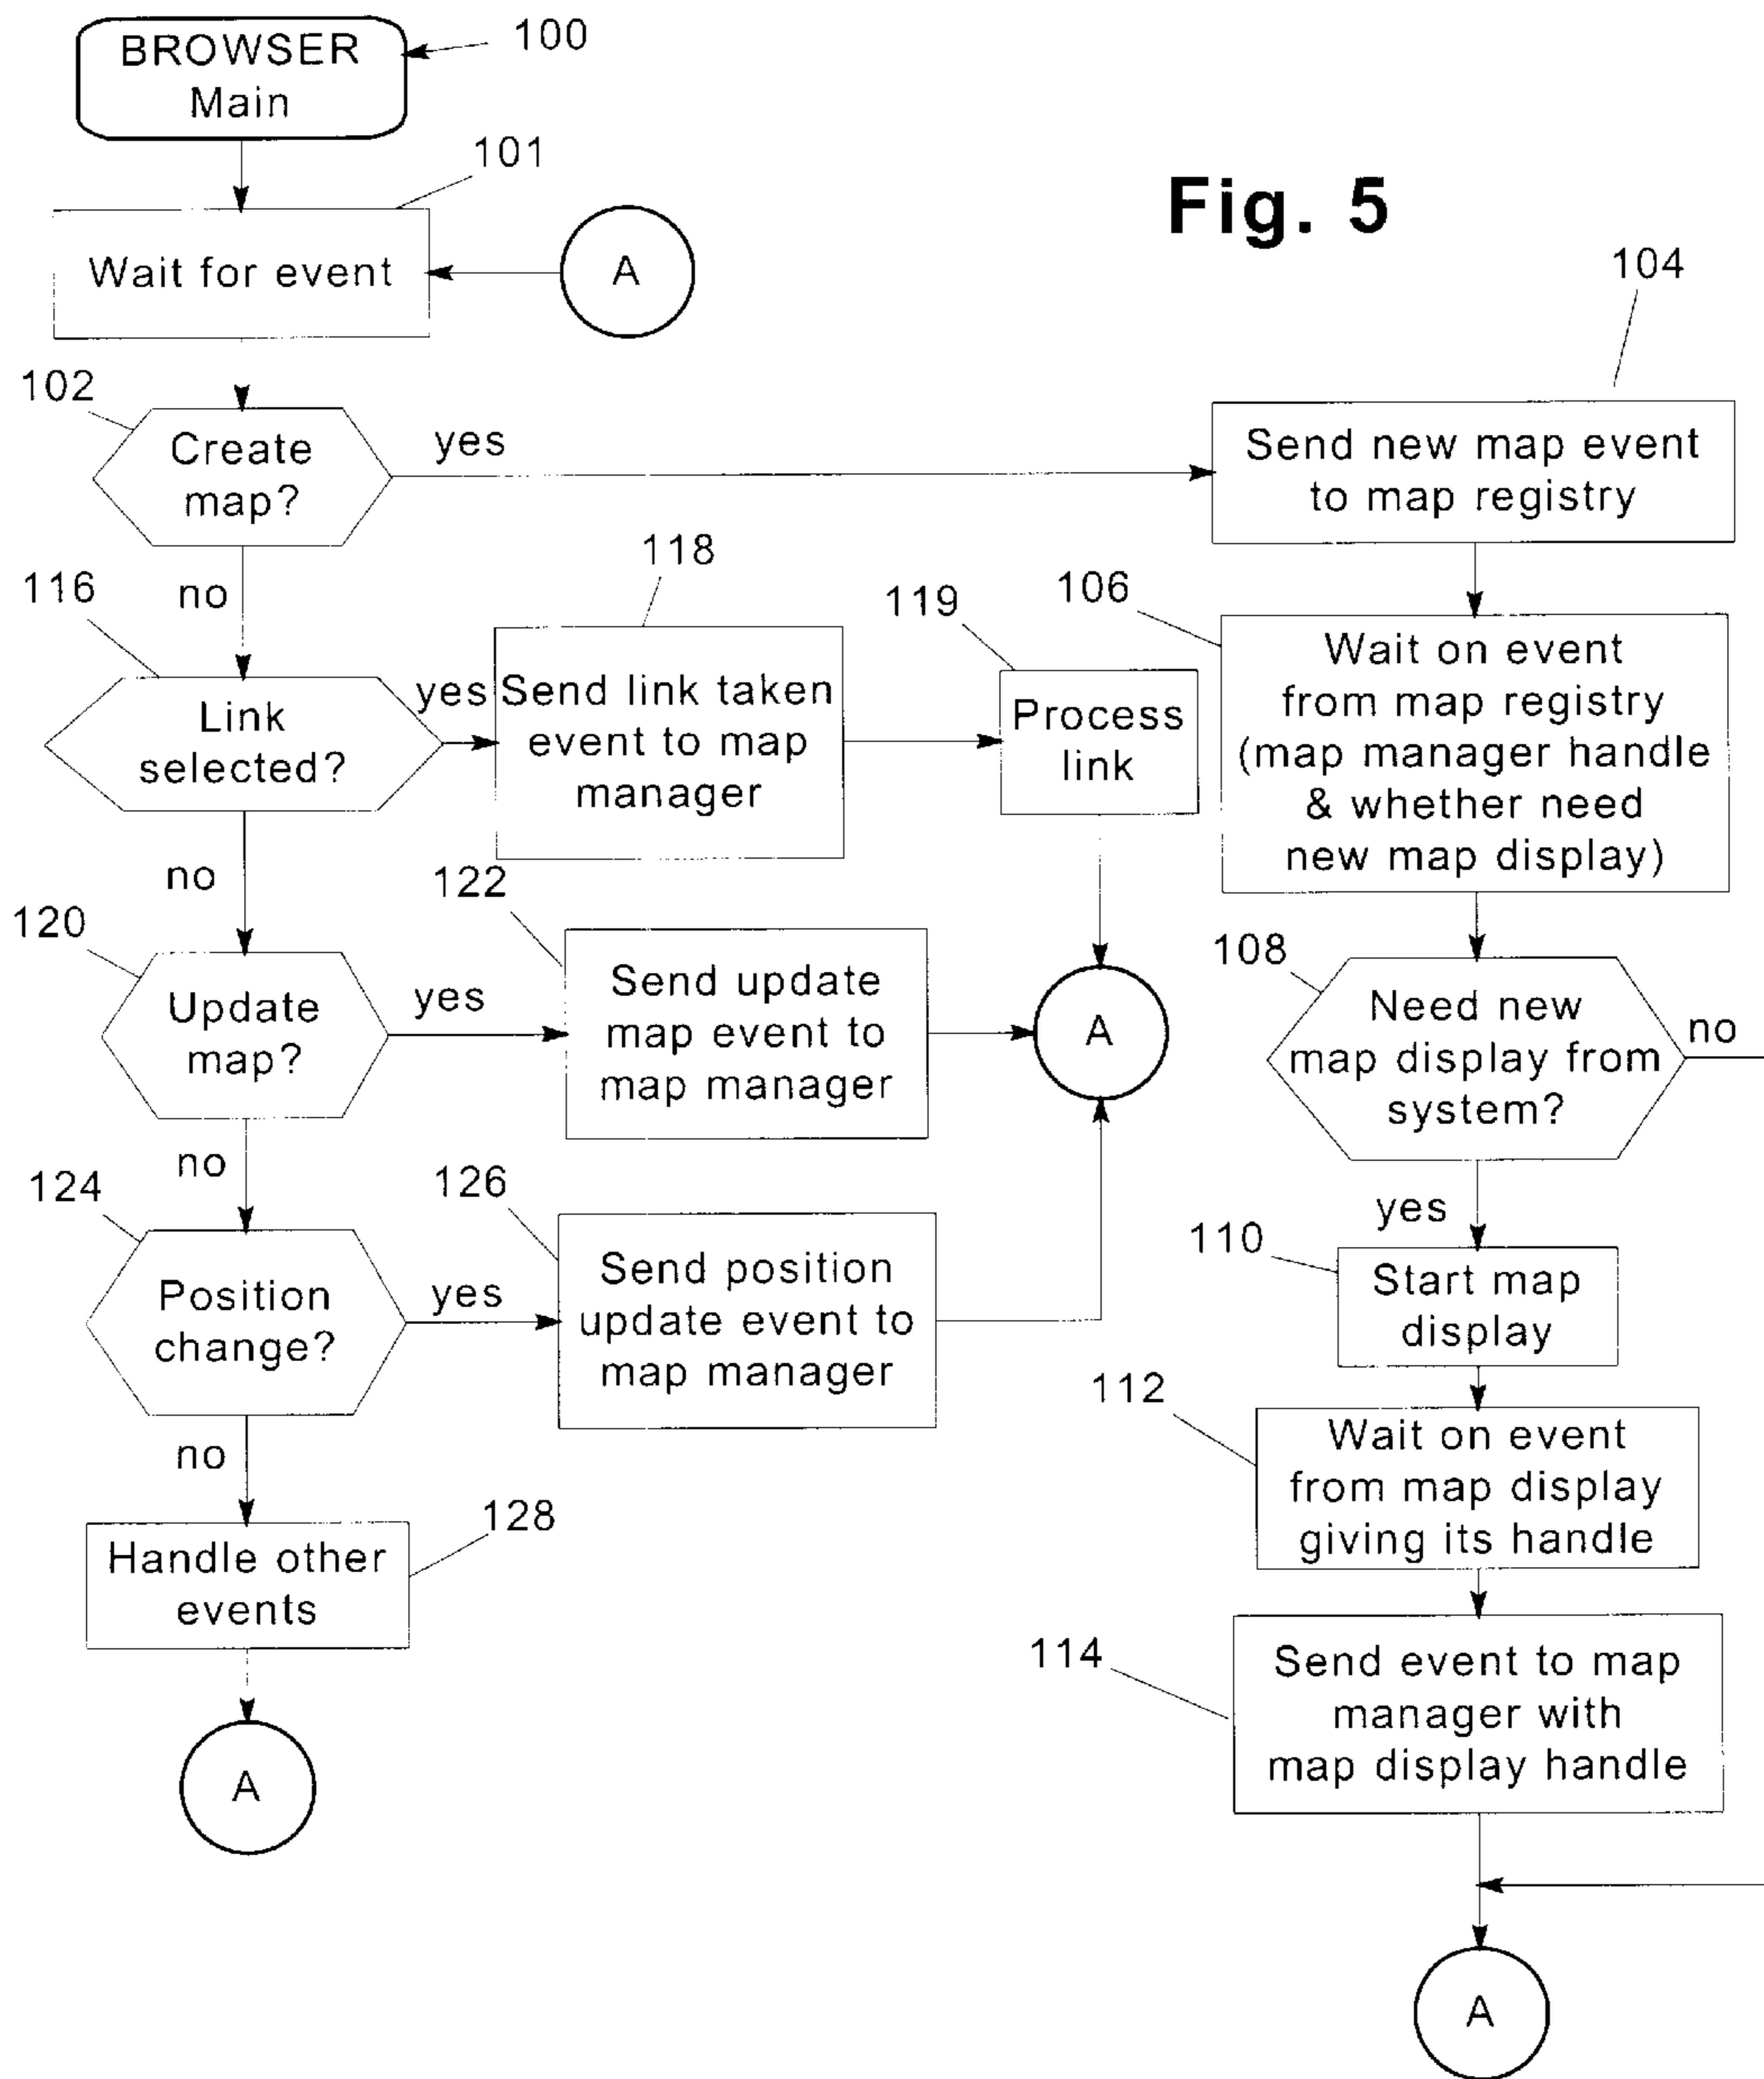 BROWSER
Main
100
101
Fig. 5
Wait for event
A
102
Create
map?
yes
104
Send new map event
to map registry
no
116
Link
selected?
yes
118
Send link taken
event to map
manager
119
Process
link
106
Wait on event
from map registry
(map manager handle
& whether need
new map display)
no
120
Update
map?
yes
122
Send update
map event to
map manager
A
108
Need new
map display from
system?
no
yes
no
124
Position
change?
yes
126
Send position
update event to
map manager
110
Start map
display
112
Wait on event
from map display
giving its handle
no
128
Handle other
events
114
Send event to map
manager with
map display handle
A
A